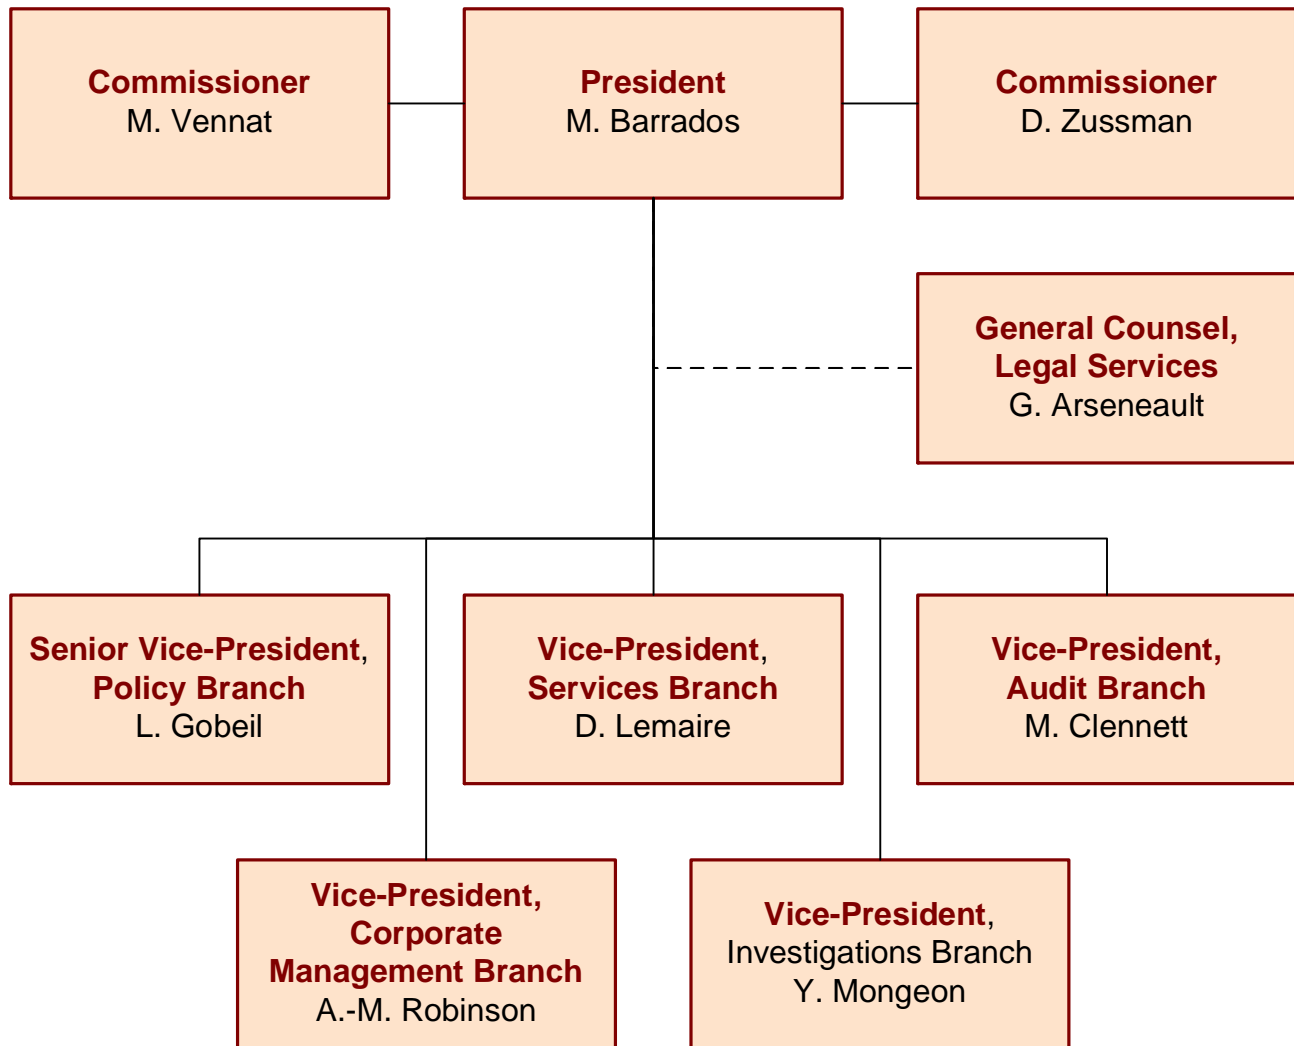 Commissioner
M. Vennat
President
M. Barrados
Commissioner
D. Zussman
General Counsel,
Legal Services
G. Arseneault
Senior Vice-President,
Policy Branch
L. Gobeil
Vice-President,
Services Branch
D. Lemaire
Vice-President,
Audit Branch
M. Clennett
Vice-President,
Corporate
Management Branch
A.-M. Robinson
Vice-President,
Investigations Branch
Y. Mongeon